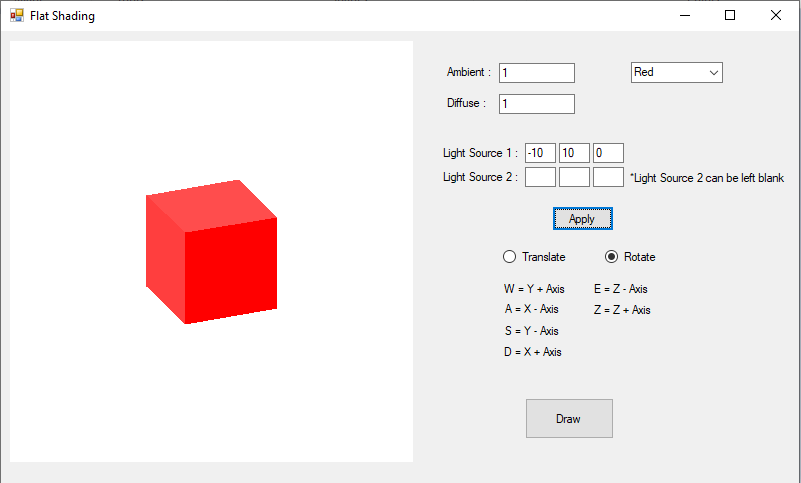 Flat Shading
Ambient : 1 Red
Diffuse : 1
Light Source 1 : -10 10 0
Light Source 2 : *Light Source 2 can be left blank
Apply
Translate Rotate
W = Y + Axis E = Z - Axis
A = X - Axis Z = Z + Axis
S = Y - Axis
D = X + Axis
Draw